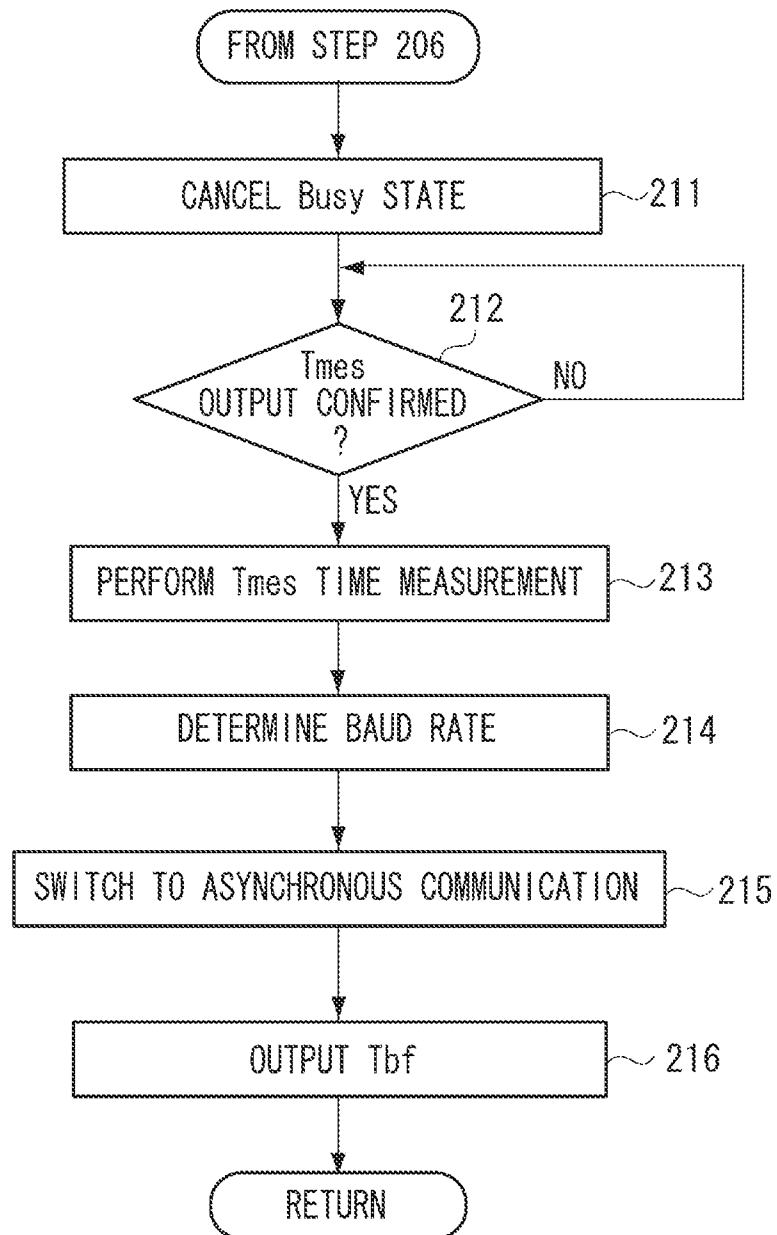 FROM STEP 206
CANCEL Busy STATE
211
212
Tmes
OUTPUT CONFIRMED
?
NO
YES
PERFORM Tmes TIME MEASUREMENT
213
DETERMINE BAUD RATE
214
SWITCH TO ASYNCHRONOUS COMMUNICATION
215
OUTPUT Tbf
216
RETURN